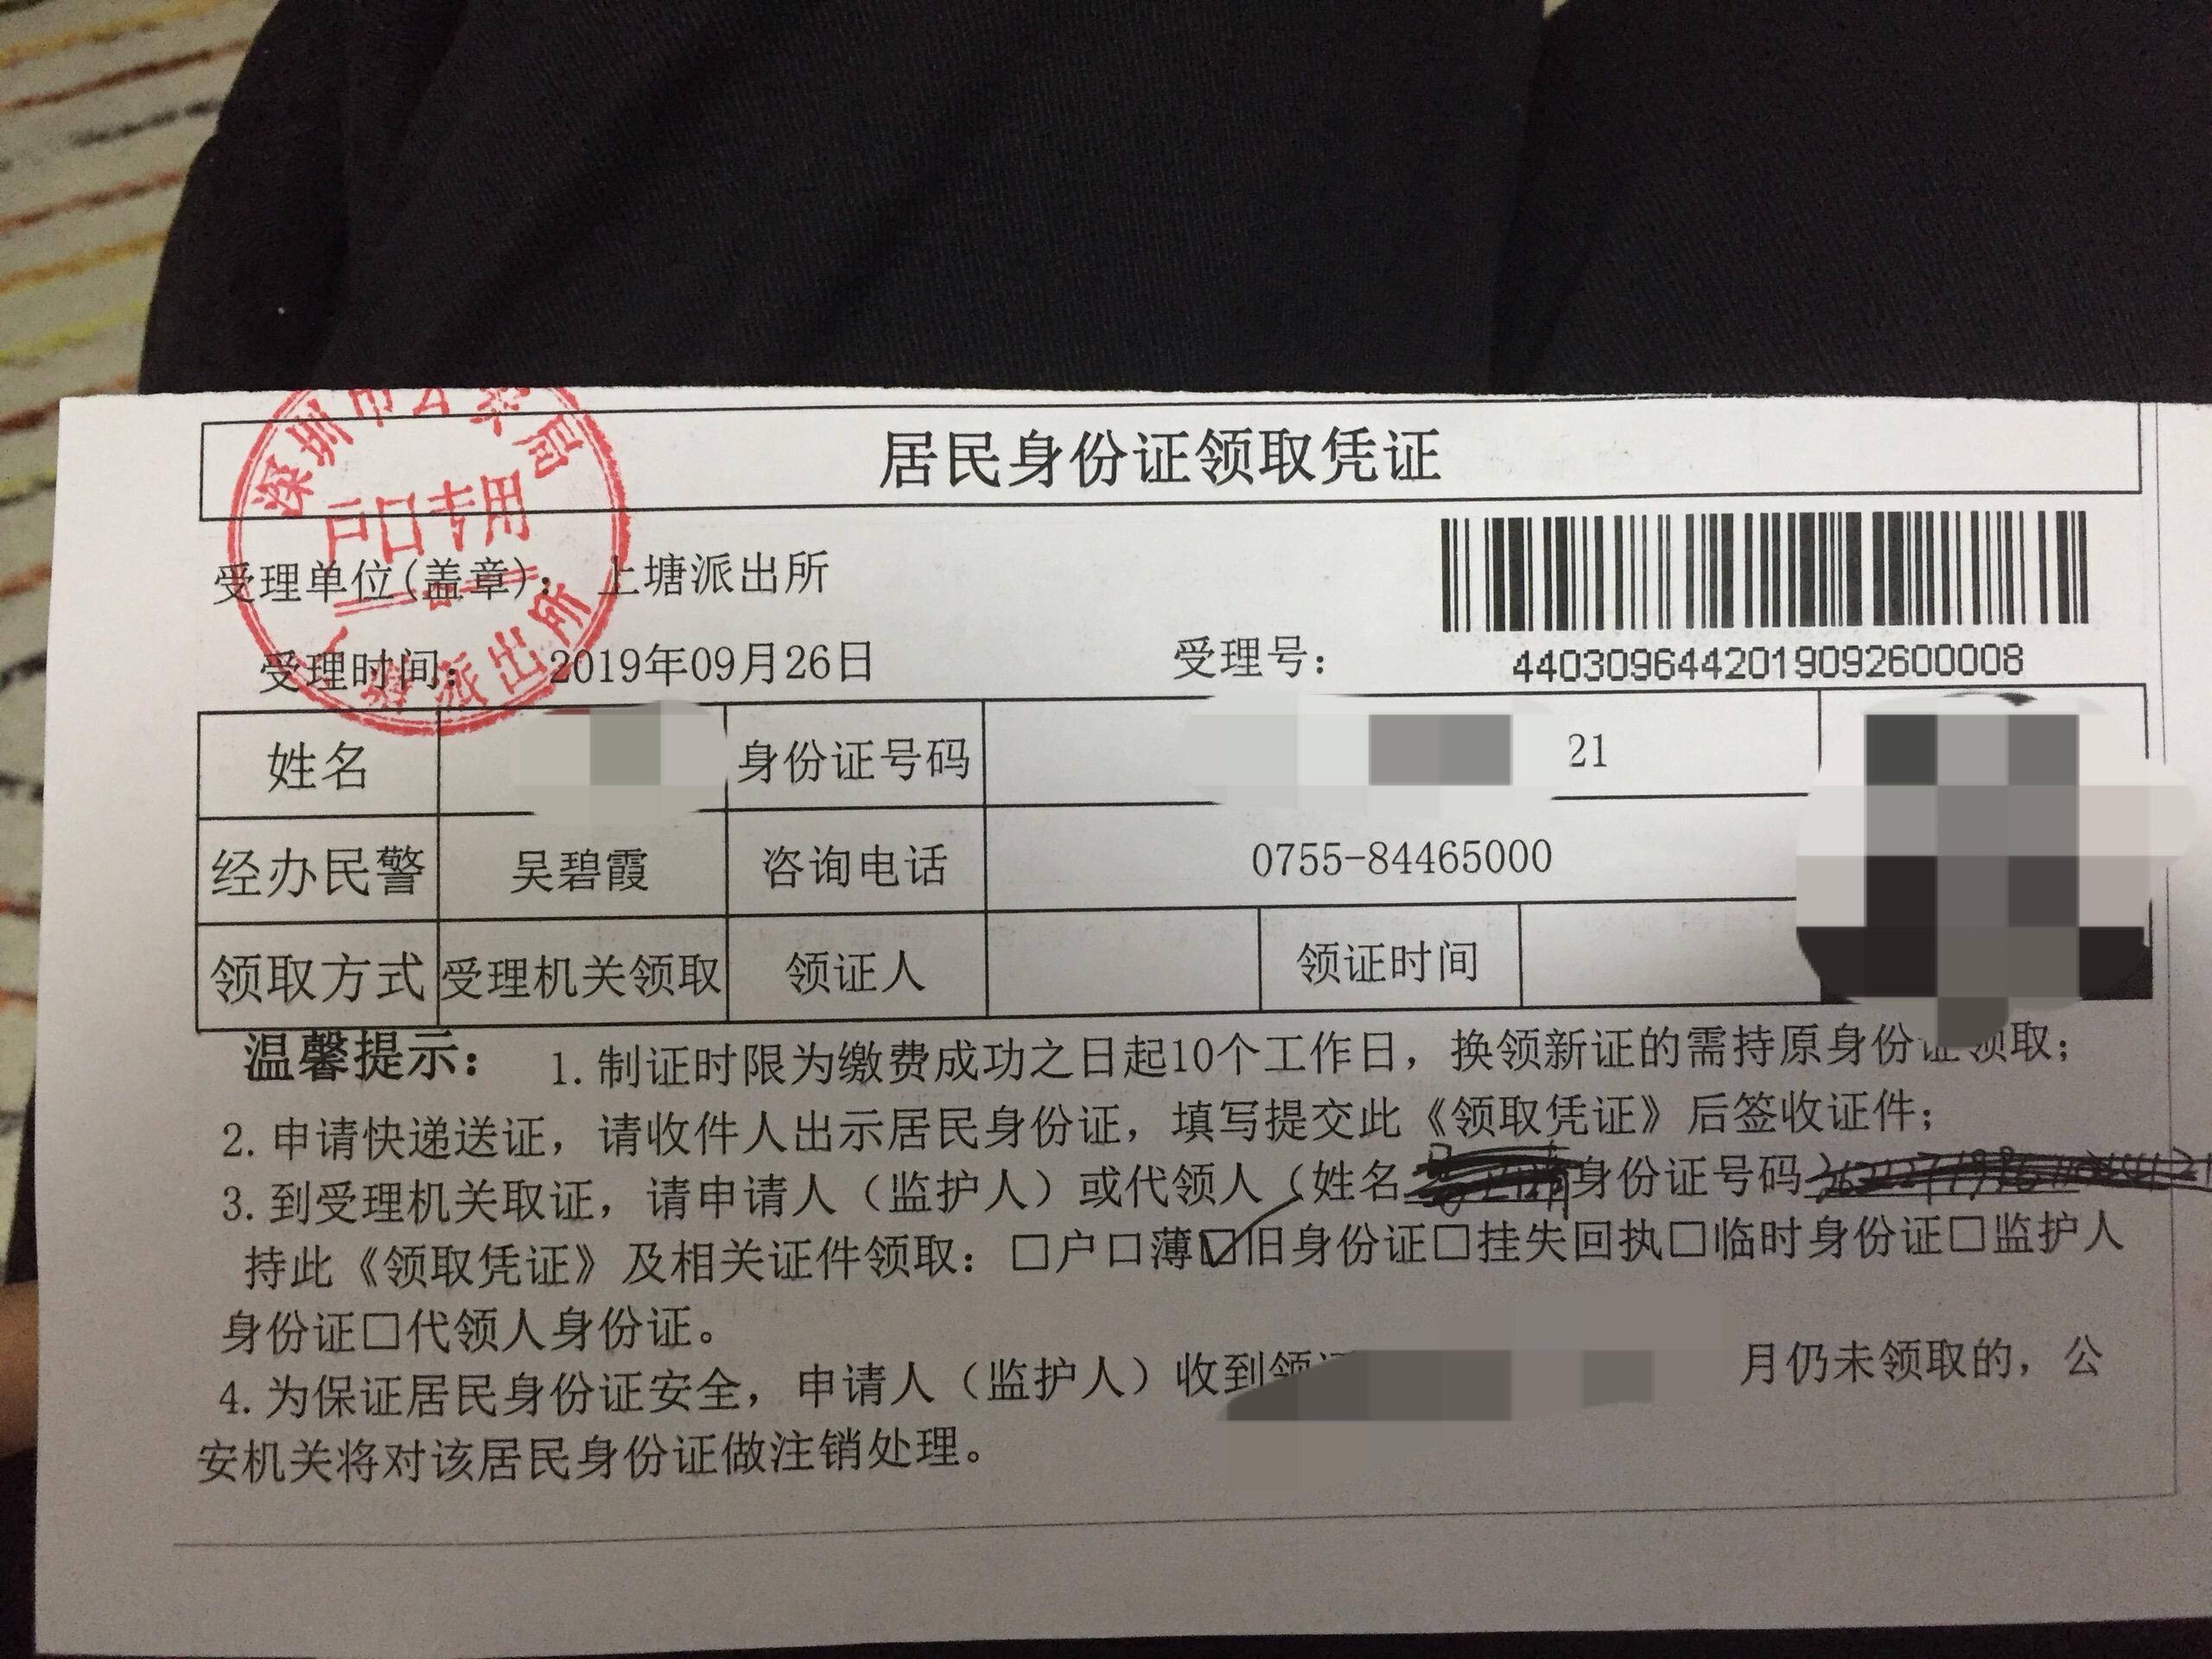 居民身份证领取凭证
深圳市公安局
户口专用
派出所
受理单位(盖章): 上塘派出所
受理时间: 2019年09月26日 受理号: 4403096442019092600008
姓名 身份证号码 21
经办民警 吴碧霞 咨询电话 0755-84465000
领取方式 受理机关领取 领证人 领证时间
温馨提示: 1.制证时限为缴费成功之日起10个工作日，换领新证的需持原身份证领取；
2.申请快递送证，请收件人出示居民身份证，填写提交此《领取凭证》后签收证件；
3.到受理机关取证，请申请人（监护人）或代领人（姓名 身份证号码
持此《领取凭证》及相关证件领取：□户口薄☑旧身份证□挂失回执□临时身份证□监护人
身份证□代领人身份证。
4.为保证居民身份证安全，申请人（监护人）收到领 月仍未领取的，公
安机关将对该居民身份证做注销处理。